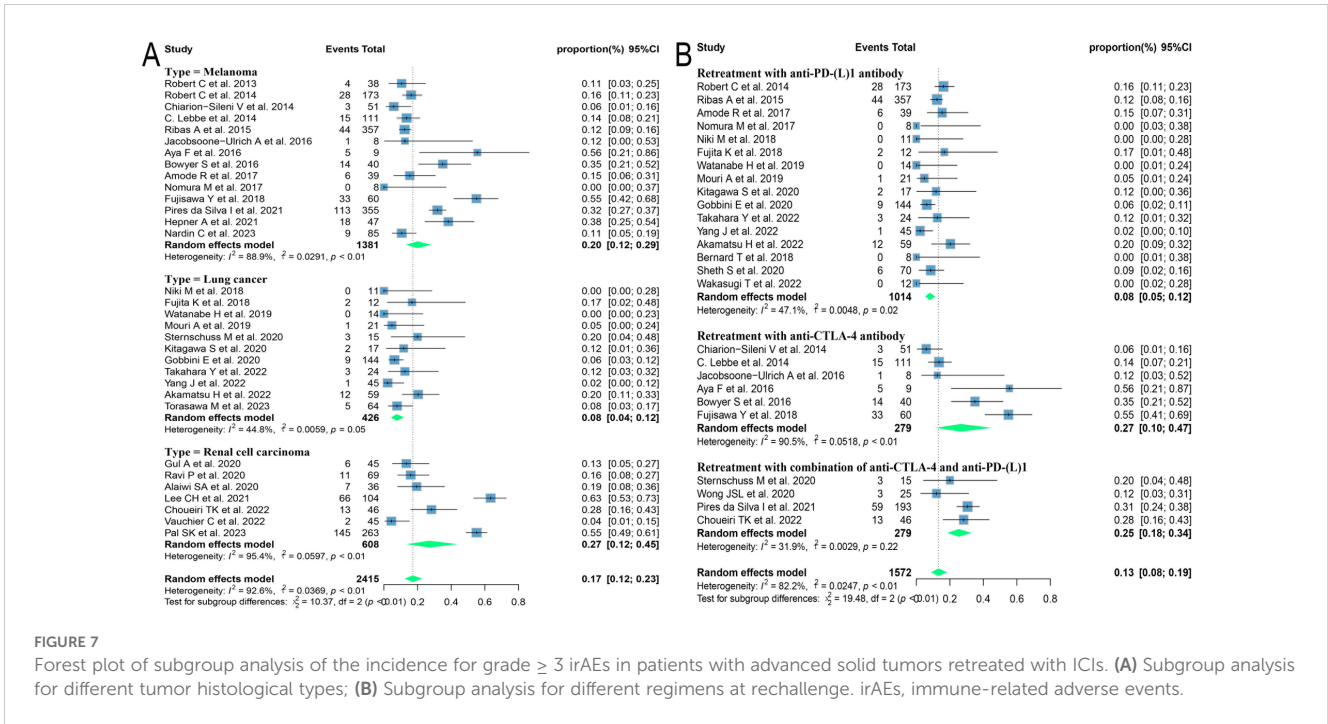 A
Study Events Total proportion(%) 95%CI
Type = Melanoma
Robert C et al. 2013 4 38 0.11 [0.03; 0.25]
Robert C et al. 2014 28 173 0.16 [0.11; 0.23]
Chiarion−Sileni V et al. 2014 3 51 0.06 [0.01; 0.16]
C. Lebbe et al. 2014 15 111 0.14 [0.08; 0.21]
Ribas A et al. 2015 44 357 0.12 [0.09; 0.16]
Jacobsoone-Ulrich A et al. 2016 1 8 0.12 [0.00; 0.53]
Aya F et al. 2016 5 9 0.56 [0.21; 0.86]
Bowyer S et al. 2016 14 40 0.35 [0.21; 0.52]
Amode R et al. 2017 6 39 0.15 [0.06; 0.31]
Nomura M et al. 2017 0 8 0.00 [0.00; 0.37]
Fujisawa Y et al. 2018 33 60 0.55 [0.42; 0.68]
Pires da Silva I et al. 2021 113 355 0.32 [0.27; 0.37]
Hepner A et al. 2021 18 47 0.38 [0.25; 0.54]
Nardin C et al. 2023 9 85 0.11 [0.05; 0.19]
Random effects model 1381 0.20 [0.12; 0.29]
Heterogeneity: I² = 88.9%, τ² = 0.0291, p < 0.01
Type = Lung cancer
Niki M et al. 2018 0 11 0.00 [0.00; 0.28]
Fujita K et al. 2018 2 12 0.17 [0.02; 0.48]
Watanabe H et al. 2019 0 14 0.00 [0.00; 0.23]
Mouri A et al. 2019 1 21 0.05 [0.00; 0.24]
Sternschuss M et al. 2020 3 15 0.20 [0.04; 0.48]
Kitagawa S et al. 2020 2 17 0.12 [0.01; 0.36]
Gobbini E et al. 2020 9 144 0.06 [0.03; 0.12]
Takahara Y et al. 2022 3 24 0.12 [0.03; 0.32]
Yang J et al. 2022 1 45 0.02 [0.00; 0.12]
Akamatsu H et al. 2022 12 59 0.20 [0.11; 0.33]
Torasawa M et al. 2023 5 64 0.08 [0.03; 0.17]
Random effects model 426 0.08 [0.04; 0.12]
Heterogeneity: I² = 44.8%, τ² = 0.0059, p = 0.05
Type = Renal cell carcinoma
Gul A et al. 2020 6 45 0.13 [0.05; 0.27]
Ravi P et al. 2020 11 69 0.16 [0.08; 0.27]
Alaiwi SA et al. 2020 7 36 0.19 [0.08; 0.36]
Lee CH et al. 2021 66 104 0.63 [0.53; 0.73]
Choueiri TK et al. 2022 13 46 0.28 [0.16; 0.43]
Vauchier C et al. 2022 2 45 0.04 [0.01; 0.15]
Pal SK et al. 2023 145 263 0.55 [0.49; 0.61]
Random effects model 608 0.27 [0.12; 0.45]
Heterogeneity: I² = 95.4%, τ² = 0.0597, p < 0.01
Random effects model 2415 0.17 [0.12; 0.23]
Heterogeneity: I² = 92.6%, τ² = 0.0369, p < 0.01
Test for subgroup differences: χ²₂ = 10.37, df = 2 (p < 0.01)
0.2 0.4 0.6 0.8
B
Study Events Total proportion(%) 95%CI
Retreatment with anti-PD-(L)1 antibody
Robert C et al. 2014 28 173 0.16 [0.11; 0.23]
Ribas A et al. 2015 44 357 0.12 [0.08; 0.16]
Amode R et al. 2017 6 39 0.15 [0.07; 0.31]
Nomura M et al. 2017 0 8 0.00 [0.03; 0.38]
Niki M et al. 2018 0 11 0.00 [0.00; 0.28]
Fujita K et al. 2018 2 12 0.17 [0.01; 0.48]
Watanabe H et al. 2019 0 14 0.00 [0.01; 0.24]
Mouri A et al. 2019 1 21 0.05 [0.01; 0.24]
Kitagawa S et al. 2020 2 17 0.12 [0.00; 0.36]
Gobbini E et al. 2020 9 144 0.06 [0.02; 0.11]
Takahara Y et al. 2022 3 24 0.12 [0.01; 0.32]
Yang J et al. 2022 1 45 0.02 [0.00; 0.10]
Akamatsu H et al. 2022 12 59 0.20 [0.09; 0.32]
Bernard T et al. 2018 0 8 0.00 [0.01; 0.38]
Sheth S et al. 2020 6 70 0.09 [0.02; 0.16]
Wakasugi T et al. 2022 0 12 0.00 [0.02; 0.28]
Random effects model 1014 0.08 [0.05; 0.12]
Heterogeneity: I² = 47.1%, τ² = 0.0048, p = 0.02
Retreatment with anti-CTLA-4 antibody
Chiarion−Sileni V et al. 2014 3 51 0.06 [0.01; 0.16]
C. Lebbe et al. 2014 15 111 0.14 [0.07; 0.21]
Jacobsoone-Ulrich A et al. 2016 1 8 0.12 [0.03; 0.52]
Aya F et al. 2016 5 9 0.56 [0.21; 0.87]
Bowyer S et al. 2016 14 40 0.35 [0.21; 0.52]
Fujisawa Y et al. 2018 33 60 0.55 [0.41; 0.69]
Random effects model 279 0.27 [0.10; 0.47]
Heterogeneity: I² = 90.5%, τ² = 0.0518, p < 0.01
Retreatment with combination of anti-CTLA-4 and anti-PD-(L)1
Sternschuss M et al. 2020 3 15 0.20 [0.04; 0.48]
Wong JSL et al. 2020 3 25 0.12 [0.03; 0.31]
Pires da Silva I et al. 2021 59 193 0.31 [0.24; 0.38]
Choueiri TK et al. 2022 13 46 0.28 [0.16; 0.43]
Random effects model 279 0.25 [0.18; 0.34]
Heterogeneity: I² = 31.9%, τ² = 0.0029, p = 0.22
Random effects model 1572 0.13 [0.08; 0.19]
Heterogeneity: I² = 82.2%, τ² = 0.0247, p < 0.01
Test for subgroup differences: χ²₂ = 19.48, df = 2 (p < 0.01)
0.2 0.4 0.6 0.8
FIGURE 7
Forest plot of subgroup analysis of the incidence for grade ≥ 3 irAEs in patients with advanced solid tumors retreated with ICIs. (A) Subgroup analysis
for different tumor histological types; (B) Subgroup analysis for different regimens at rechallenge. irAEs, immune-related adverse events.